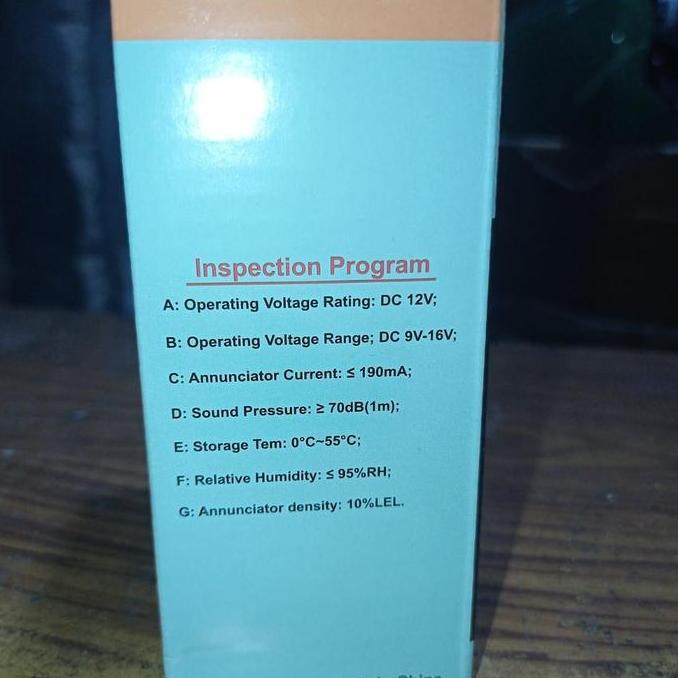 Inspection Program
A: Operating Voltage Rating: DC 12V;
B: Operating Voltage Range; DC 9V-16V;
C: Annunciator Current: ≤ 190mA;
D: Sound Pressure: ≥ 70dB(1m);
E: Storage Tem: 0°C~55°C;
F: Relative Humidity: ≤ 95%RH;
G: Annunciator density: 10%LEL.